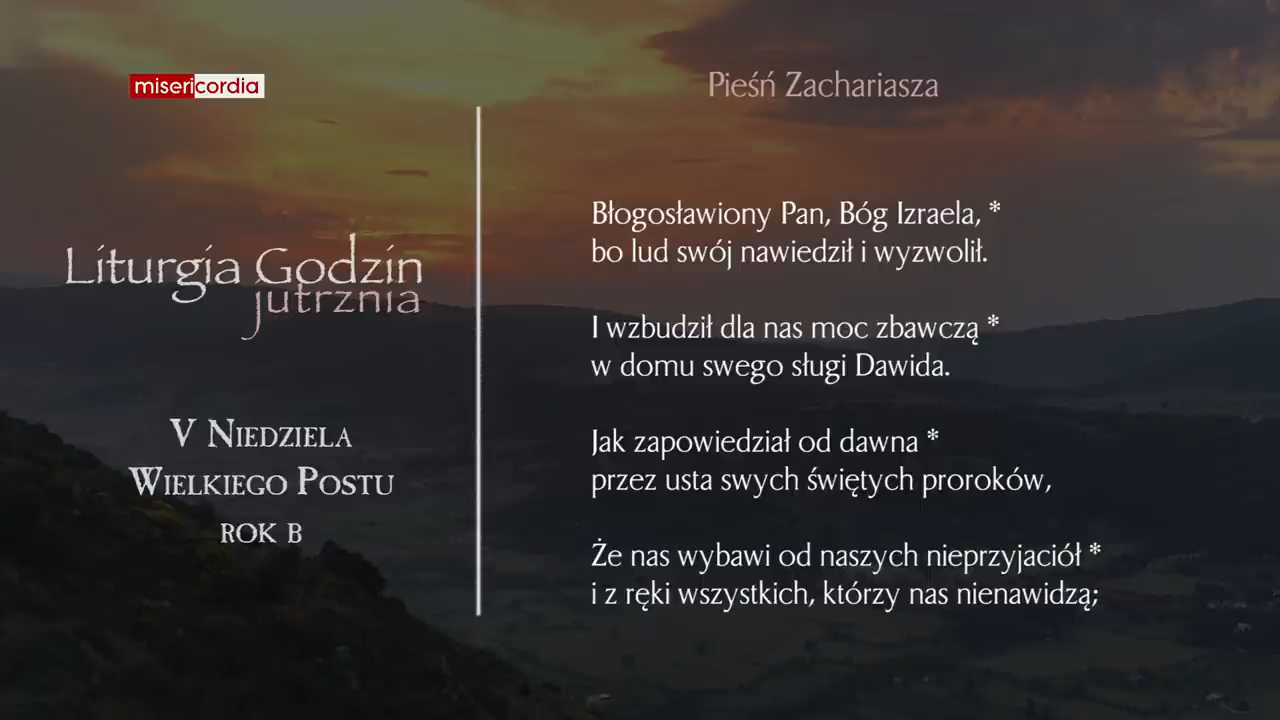 misericordia
Liturgia Godzin
jutrznia
V Niedziela
Wielkiego Postu
rok B
Pieśń Zachariasza
Błogosławiony Pan, Bóg Izraela, *
bo lud swój nawiedził i wyzwolił.
I wzbudził dla nas moc zbawczą *
w domu swego sługi Dawida.
Jak zapowiedział od dawna *
przez usta swych świętych proroków,
Że nas wybawi od naszych nieprzyjaciół *
i z ręki wszystkich, którzy nas nienawidzą;